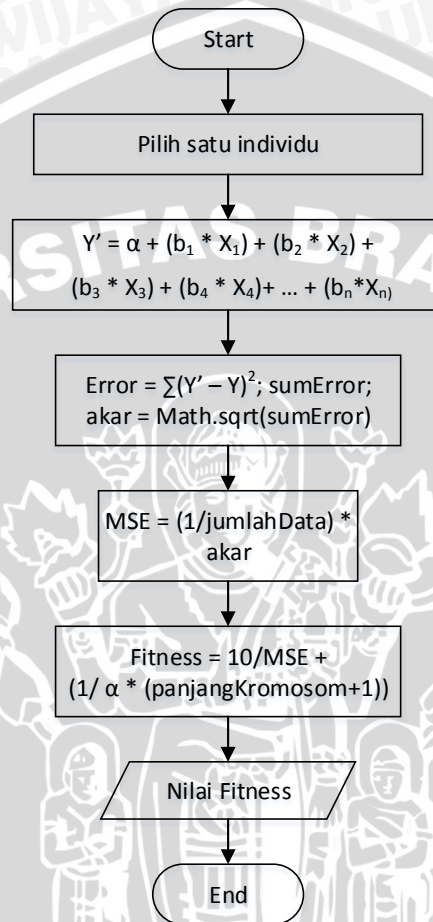 Start
Pilih satu individu
Y' = α + (b₁ * X₁) + (b₂ * X₂) +
(b₃ * X₃) + (b₄ * X₄)+ ... + (bₙ*Xₙ)
Error = ∑(Y' – Y)²; sumError;
akar = Math.sqrt(sumError)
MSE = (1/jumlahData) *
akar
Fitness = 10/MSE +
(1/ α * (panjangKromosom+1))
Nilai Fitness
End